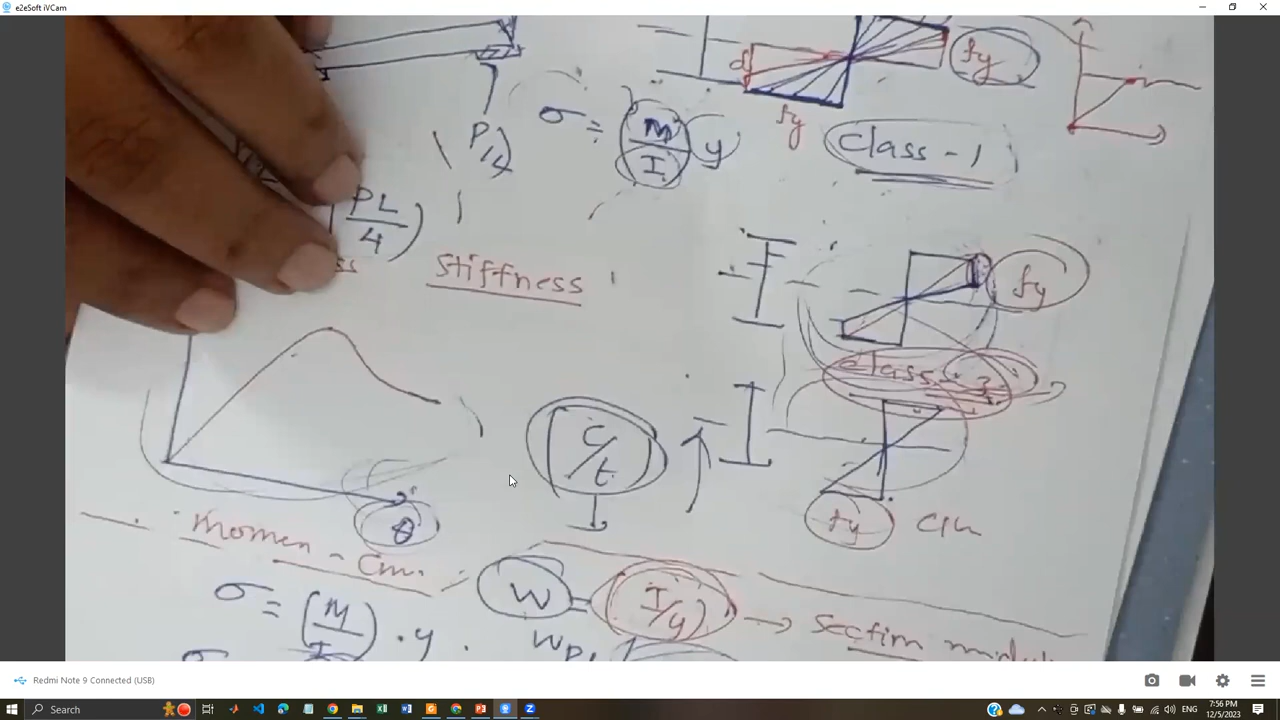 e2eSoft iVCam
fy
fy
σ = (M/I) y
Class-1
P/4
(PL/4)
Stiffness
fy
class-3
c/t
θ
fy
Momen - Cm.
σ = (M/I) . y
W = (I/y) →
Redmi Note 9 Connected (USB)
Search
ENG
7:56 PM
12/5/2023